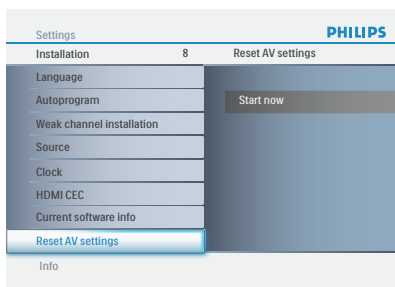 Settings
PHILIPS
Installation 8 Reset AV settings
Language
Autoprogram
Start now
Weak channel installation
Source
Clock
HDMI CEC
Current software info
Reset AV settings
Info